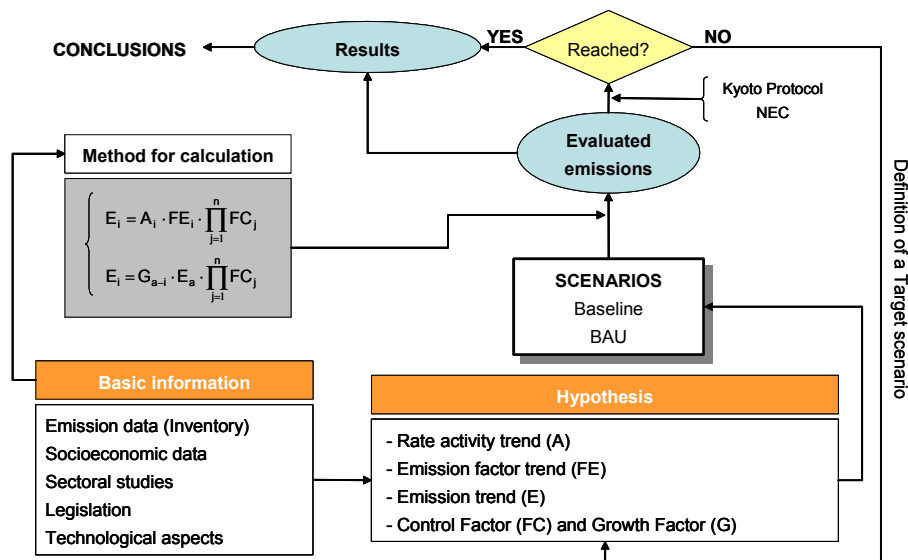 CONCLUSIONS
Results
YES
Reached?
NO
Kyoto Protocol
NEC
Evaluated
emissions
Method for calculation
E_i = A_i · FE_i · ∏_{j=1}^{n} FC_j
E_i = G_{a-i} · E_a · ∏_{j=1}^{n} FC_j
SCENARIOS
Baseline
BAU
Definition of a Target scenario
Basic information
Emission data (Inventory)
Socioeconomic data
Sectoral studies
Legislation
Technological aspects
Hypothesis
- Rate activity trend (A)
- Emission factor trend (FE)
- Emission trend (E)
- Control Factor (FC) and Growth Factor (G)